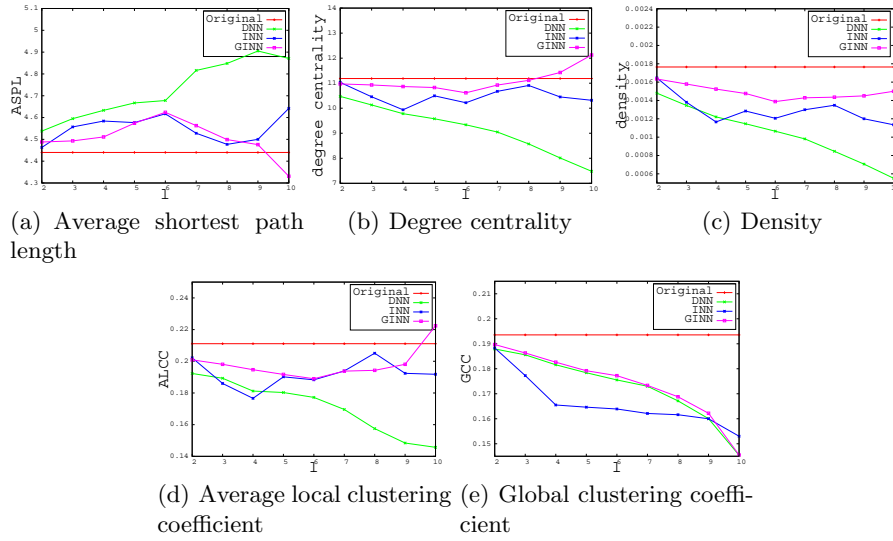 5.1
5
4.9
4.8
4.7
4.6
4.5
4.4
4.3
ASPL
Original
DNN
INN
GINN
2 3 4 5 6 7 8 9 10
I
(a) Average shortest path
length
14
13
12
11
10
9
8
7
degree centrality
Original
DNN
INN
GINN
2 3 4 5 6 7 8 9 10
I
(b) Degree centrality
0.0024
0.0022
0.002
0.0018
0.0016
0.0014
0.0012
0.001
0.0008
0.0006
density
Original
DNN
INN
GINN
2 3 4 5 6 7 8 9
I
(c) Density
0.24
0.22
0.2
0.18
0.16
0.14
ALCC
Original
DNN
INN
GINN
2 3 4 5 6 7 8 9 10
I
(d) Average local clustering
coefficient
0.21
0.2
0.19
0.18
0.17
0.16
0.15
GCC
Original
DNN
INN
GINN
2 3 4 5 6 7 8 9 10
I
(e) Global clustering coeffi-
cient